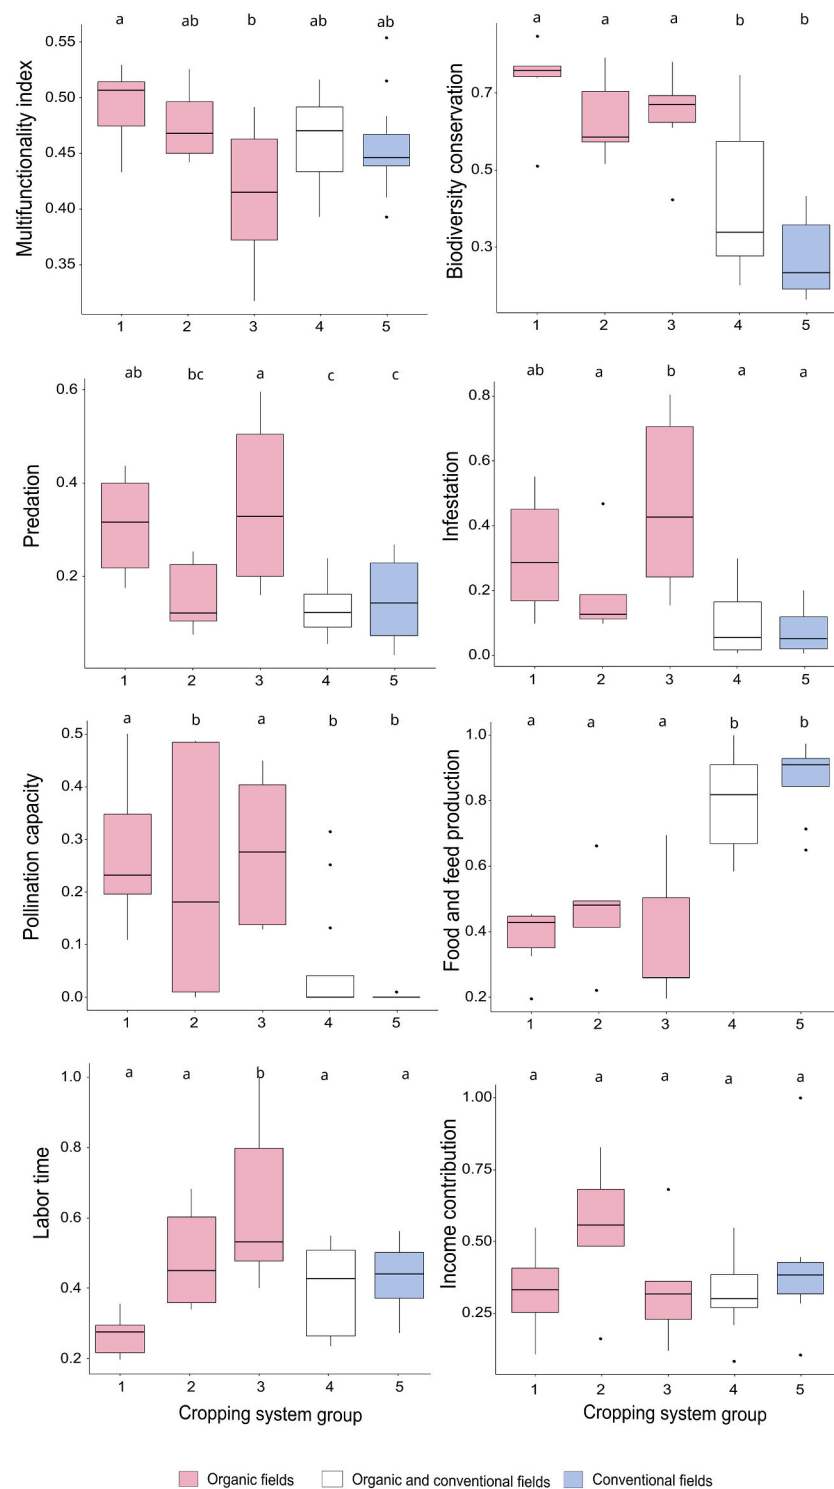 a ab b ab ab
Multifunctionality index
0.55
0.50
0.45
0.40
0.35
1 2 3 4 5
a a a b b
Biodiversity conservation
0.7
0.5
0.3
1 2 3 4 5
ab bc a c c
Predation
0.6
0.4
0.2
1 2 3 4 5
ab a b a a
Infestation
0.8
0.6
0.4
0.2
0.0
1 2 3 4 5
a b a b b
Pollination capacity
0.5
0.4
0.3
0.2
0.1
0.0
1 2 3 4 5
a a a b b
Food and feed production
1.0
0.8
0.6
0.4
0.2
1 2 3 4 5
a a b a a
Labor time
1.0
0.8
0.6
0.4
0.2
1 2 3 4 5
Cropping system group
a a a a a
Income contribution
1.00
0.75
0.50
0.25
1 2 3 4 5
Cropping system group
Organic fields Organic and conventional fields Conventional fields